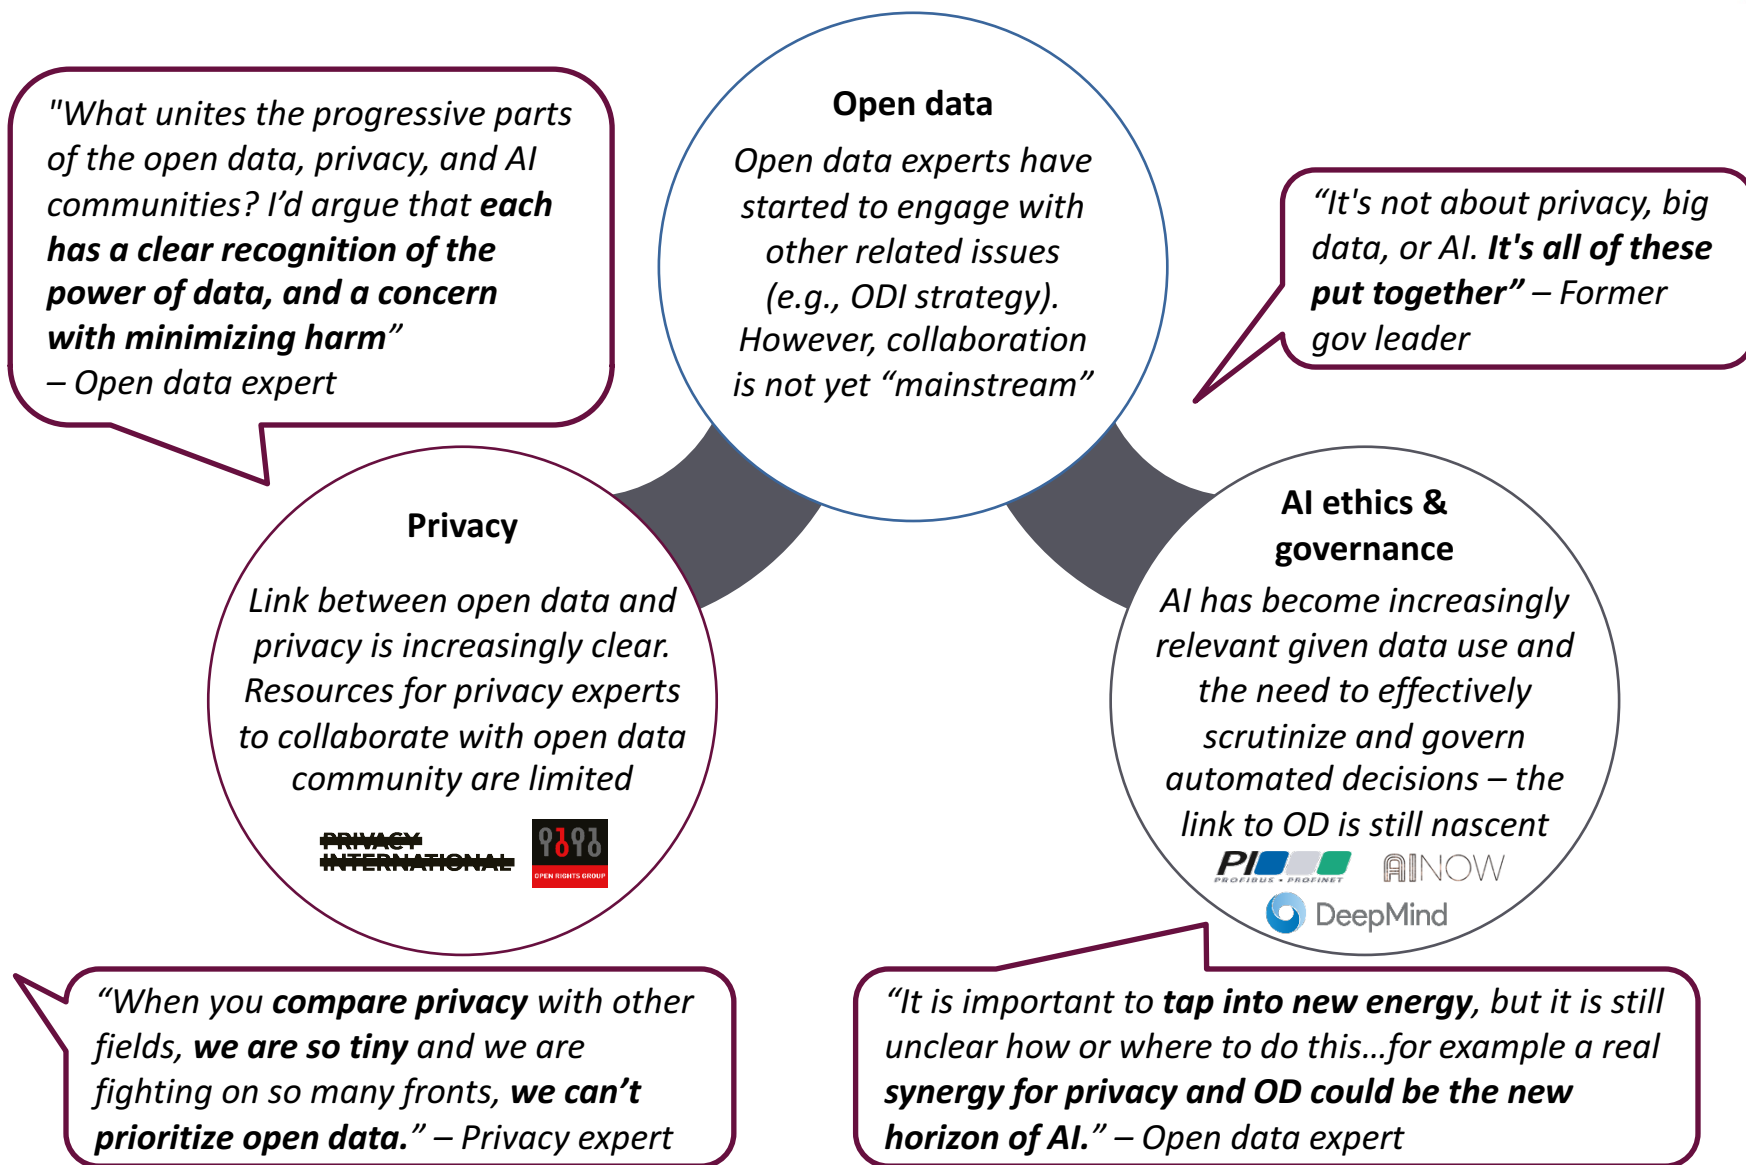 "What unites the progressive parts
of the open data, privacy, and AI
communities? I’d argue that each
has a clear recognition of the
power of data, and a concern
with minimizing harm”
– Open data expert
Open data
Open data experts have
started to engage with
other related issues
(e.g., ODI strategy).
However, collaboration
is not yet “mainstream”
“It's not about privacy, big
data, or AI. It's all of these
put together” – Former
gov leader
Privacy
Link between open data and
privacy is increasingly clear.
Resources for privacy experts
to collaborate with open data
community are limited
PRIVACY
INTERNATIONAL
OPEN RIGHTS GROUP
AI ethics &
governance
AI has become increasingly
relevant given data use and
the need to effectively
scrutinize and govern
automated decisions – the
link to OD is still nascent
PI
PROFIBUS • PROFINET
AINOW
DeepMind
“When you compare privacy with other
fields, we are so tiny and we are
fighting on so many fronts, we can’t
prioritize open data.” – Privacy expert
“It is important to tap into new energy, but it is still
unclear how or where to do this…for example a real
synergy for privacy and OD could be the new
horizon of AI.” – Open data expert